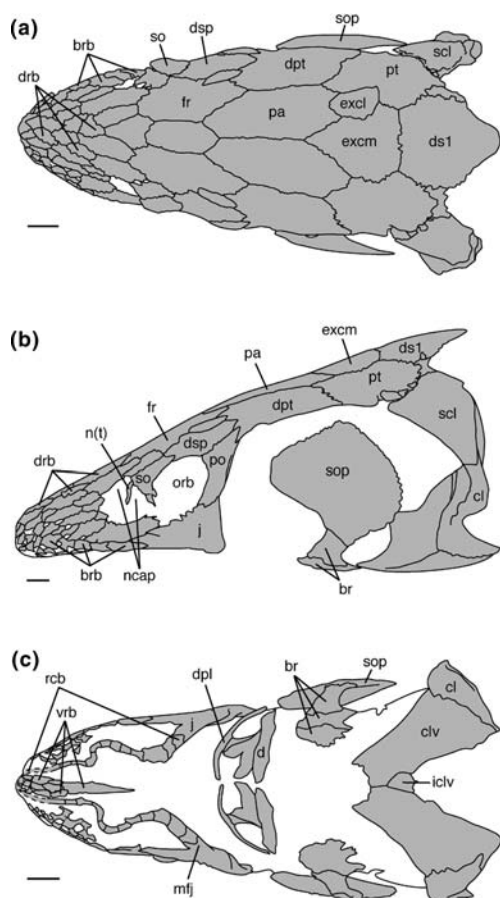 (a)
sop
brb
so
dsp
scl
drb
dpt
pt
fr
pa
excl
excm
ds1
(b)
excm
ds1
pa
pt
fr
dpt
scl
n(t)
dsp
drb
so
po
orb
sop
cl
j
brb
ncap
br
(c)
rcb
dpl
br
sop
vrb
j
cl
d
clv
iclv
mfj